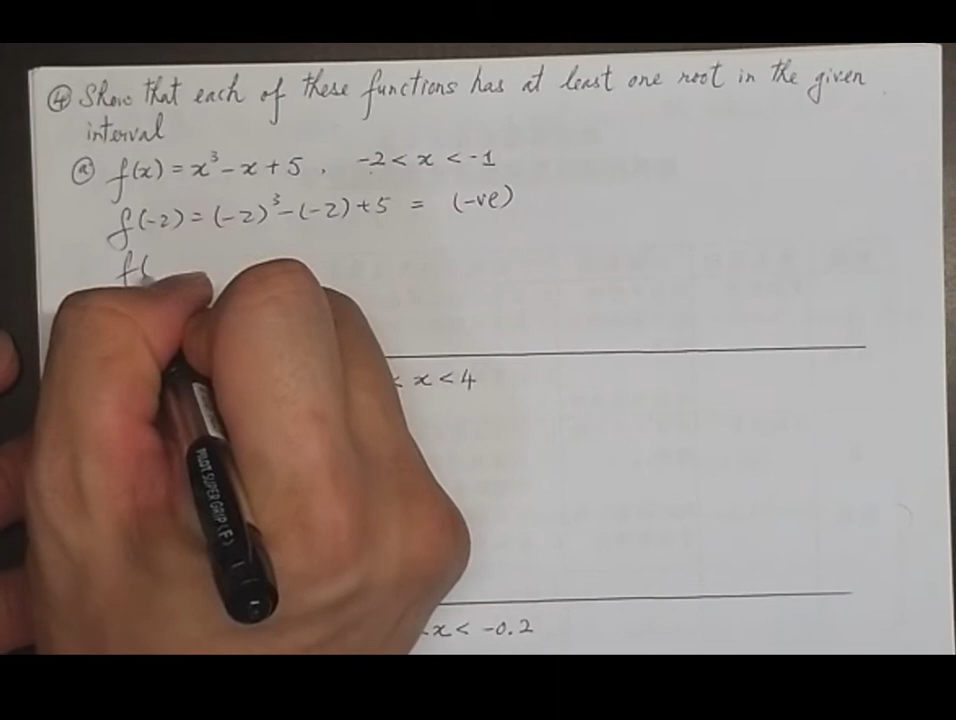 ④ Show that each of these functions has at least one root in the given
interval
ⓐ f(x) = x³ − x + 5 , -2 < x < -1
f(-2) = (-2)³ − (-2) + 5 = (-ve)
f(
< x < 4
PILOT SUPER GRIP (F)
< x < -0.2